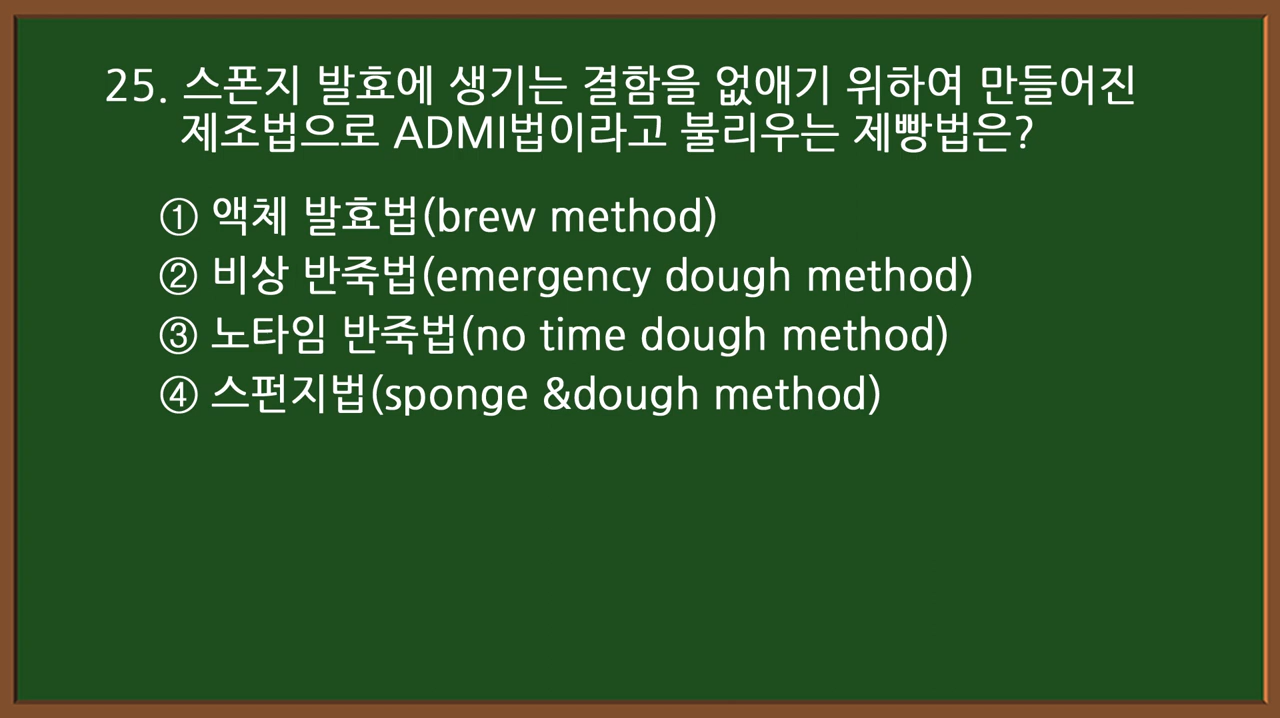 25. 스폰지 발효에 생기는 결함을 없애기 위하여 만들어진
제조법으로 ADMI법이라고 불리우는 제빵법은?
① 액체 발효법(brew method)
② 비상 반죽법(emergency dough method)
③ 노타임 반죽법(no time dough method)
④ 스펀지법(sponge &dough method)